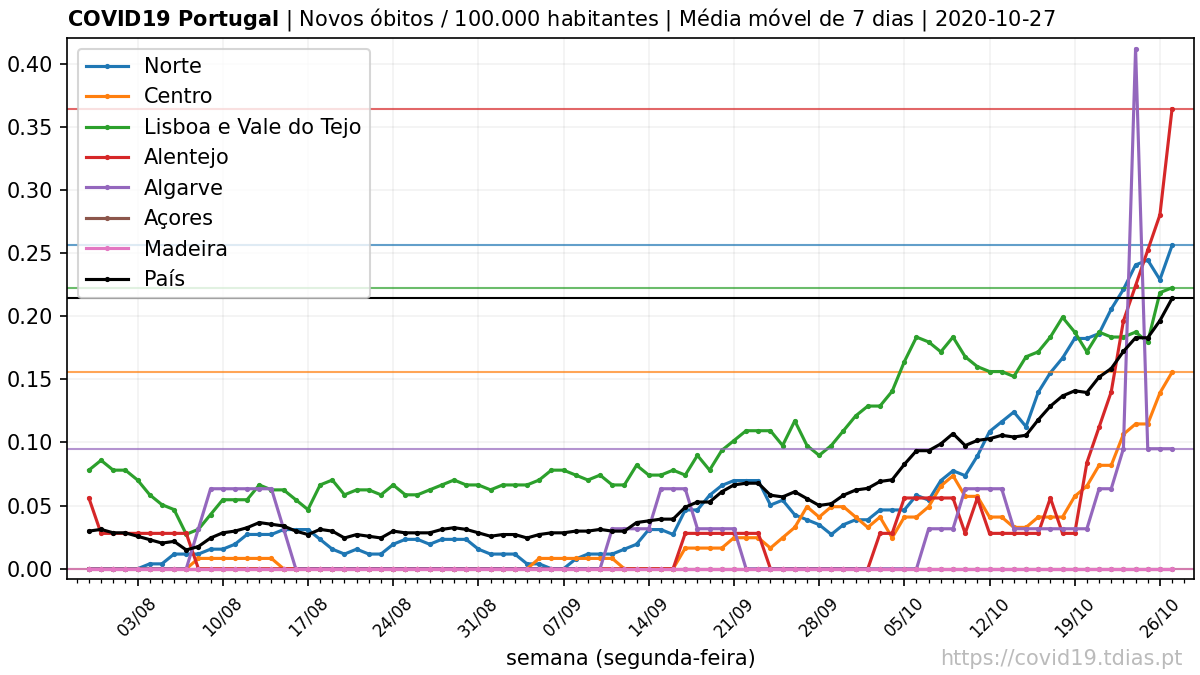 COVID19 Portugal | Novos óbitos / 100.000 habitantes | Média móvel de 7 dias | 2020-10-27
0.40
0.35
0.30
0.25
0.20
0.15
0.10
0.05
0.00
Norte
Centro
Lisboa e Vale do Tejo
Alentejo
Algarve
Açores
Madeira
País
03/08 10/08 17/08 24/08 31/08 07/09 14/09 21/09 28/09 05/10 12/10 19/10 26/10
semana (segunda-feira)
https://covid19.tdias.pt